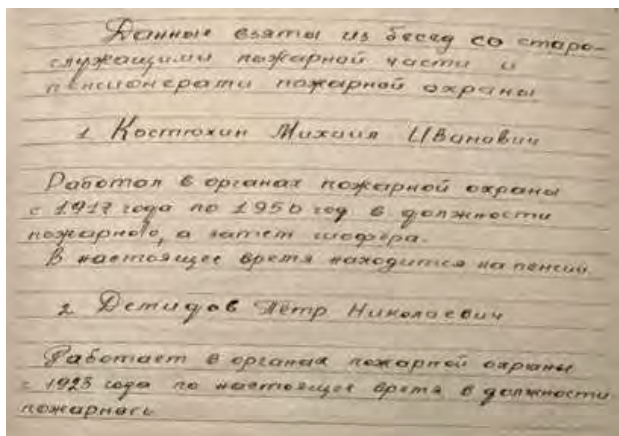 Данные взяты из бесед со старо-
служащими пожарной части и
пенсионерами пожарной охраны
1 Костюхин Михаил Иванович
Работал в органах пожарной охраны
с 1917 года по 1950 год в должности
пожарного, а затем шофёра.
В настоящее время находится на пенсии
2 Демидов Пётр Николаевич
Работает в органах пожарной охраны
с 1923 года по настоящее время в должности
пожарного